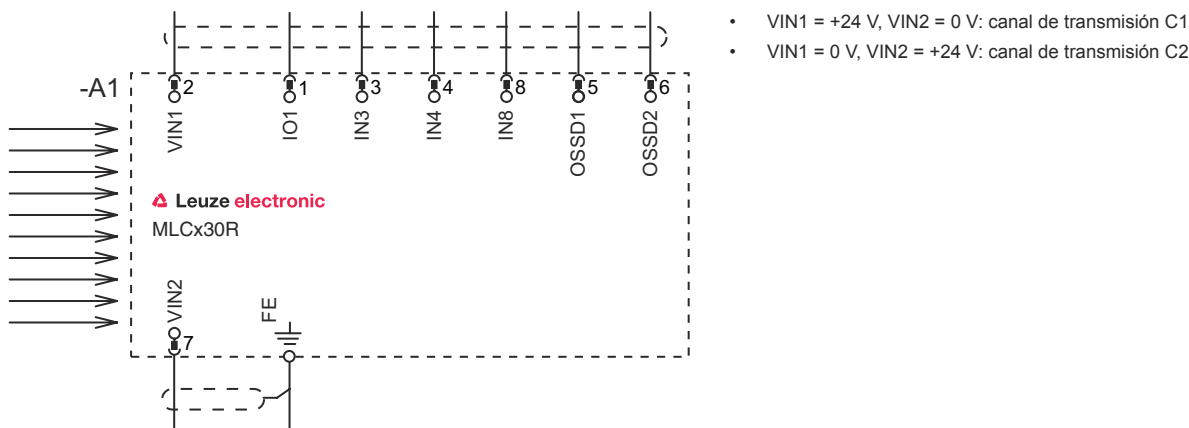 • VIN1 = +24 V, VIN2 = 0 V: canal de transmisión C1
• VIN1 = 0 V, VIN2 = +24 V: canal de transmisión C2
-A1
2 1 3 4 8 5 6
VIN1 IO1 IN3 IN4 IN8 OSSD1 OSSD2
Leuze electronic
MLCx30R
VIN2 FE
7